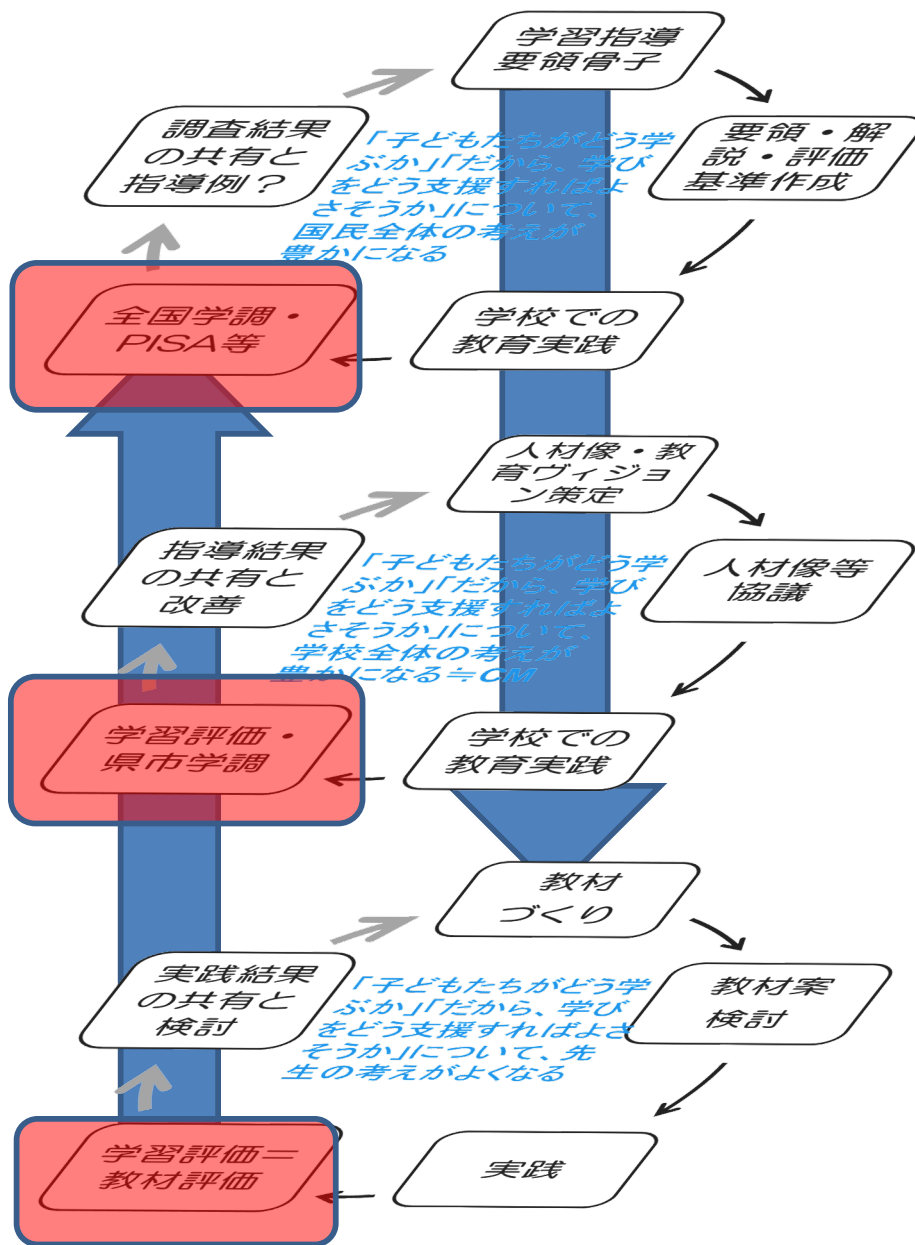 学習指導
要領骨子
調査結果
の共有と
指導例？
「子どもたちがどう学
ぶか」「だから、学び
をどう支援すればよ
さそうか」について、
国民全体の考えが
豊かになる
要領・解
説・評価
基準作成
全国学調・
PISA等
学校での
教育実践
人材像・教
育ヴィジョ
ン策定
指導結果
の共有と
改善
「子どもたちがどう学
ぶか」「だから、学び
をどう支援すればよ
さそうか」について、
学校全体の考えが
豊かになる≒CM
人材像等
協議
学習評価・
県市学調
学校での
教育実践
教材
づくり
実践結果
の共有と
検討
「子どもたちがどう学
ぶか」「だから、学び
をどう支援すればよさ
そうか」について、先
生の考えがよくなる
教材案
検討
学習評価＝
教材評価
実践